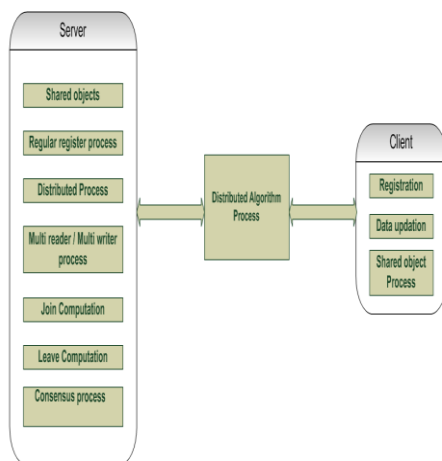 Server
Shared objects
Regular register process
Distributed Process
Multi reader / Multi writer
process
Join Computation
Leave Computation
Consensus process
Distributed Algorithm
Process
Client
Registration
Data updation
Shared object
Process